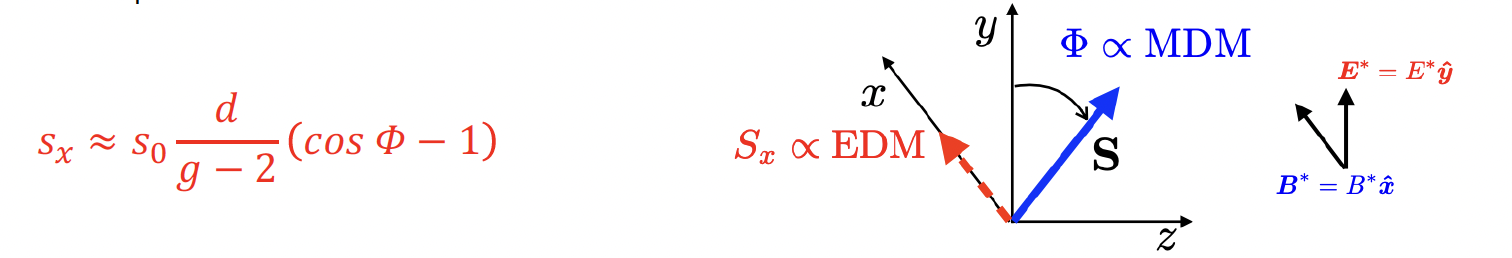 s_x ≈ s_0 d/(g − 2) (cos Φ − 1)
y
Φ ∝ MDM
x
S_x ∝ EDM
S
z
E* = E*ŷ
B* = B*x̂